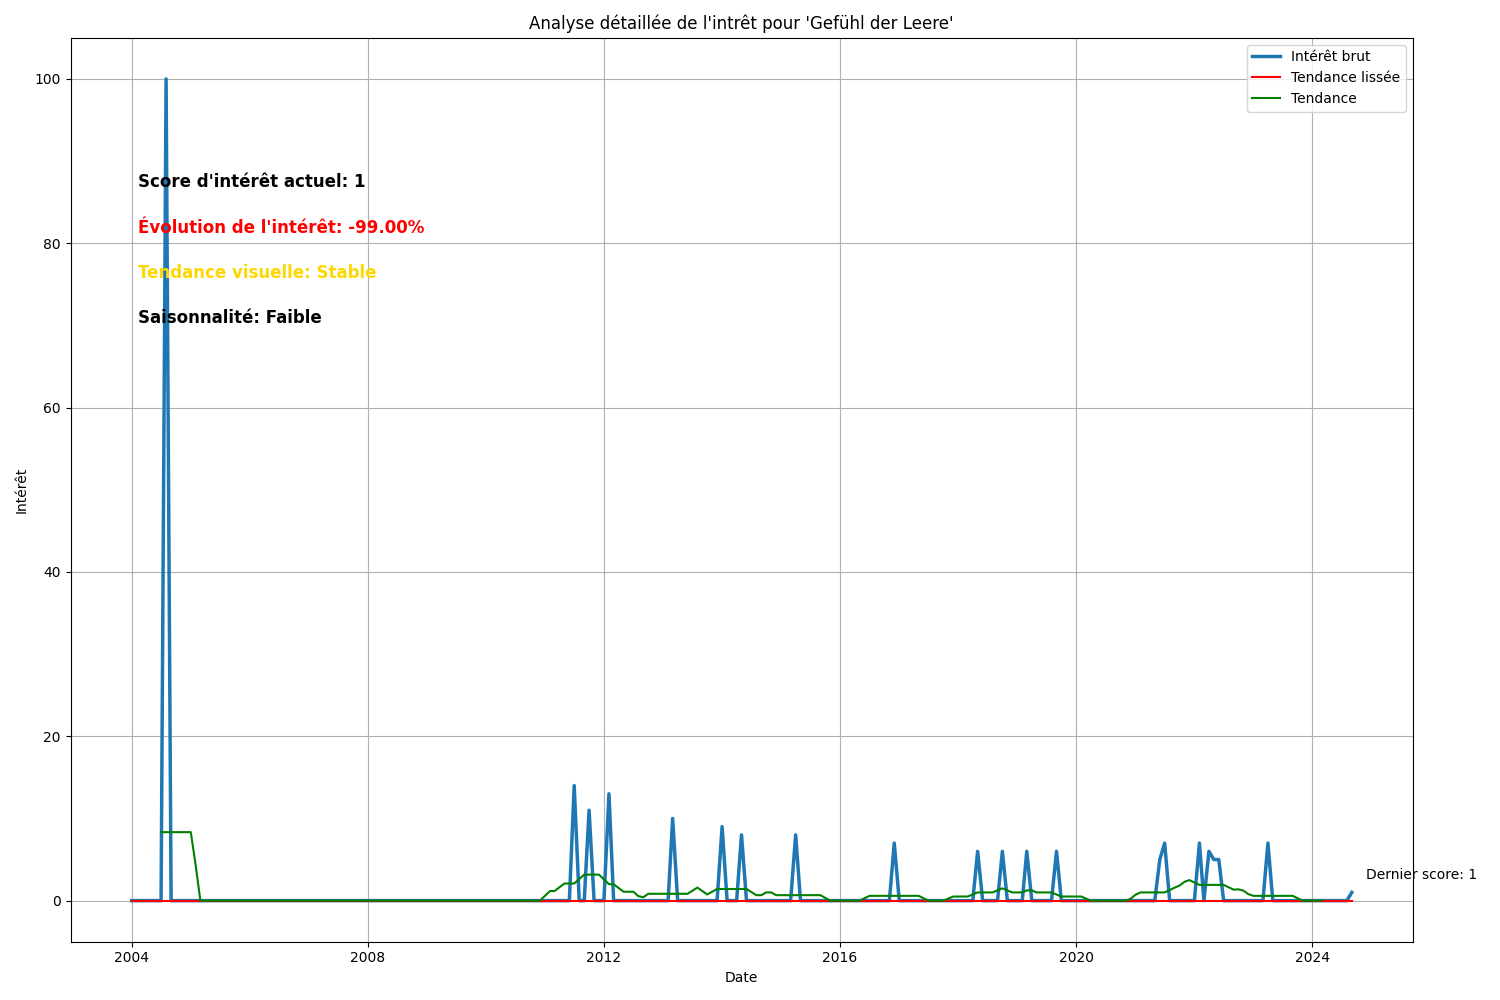 Analyse détaillée de l'intrêt pour 'Gefühl der Leere'
Intérêt brut
Tendance lissée
Tendance
Score d'intérêt actuel: 1
Évolution de l'intérêt: -99.00%
Tendance visuelle: Stable
Saisonnalité: Faible
Dernier score: 1
Intérêt
100
80
60
40
20
0
2004
2008
2012
2016
2020
2024
Date